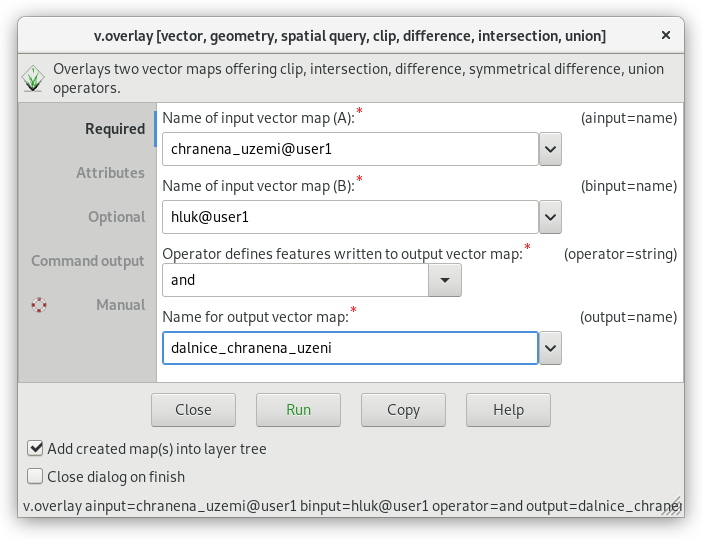 v.overlay [vector, geometry, spatial query, clip, difference, intersection, union]
Overlays two vector maps offering clip, intersection, difference, symmetrical difference, union
operators.
Required
Attributes
Optional
Command output
Manual
Name of input vector map (A):* (ainput=name)
chranena_uzemi@user1
Name of input vector map (B):* (binput=name)
hluk@user1
Operator defines features written to output vector map:* (operator=string)
and
Name for output vector map:* (output=name)
dalnice_chranena_uzeni
Close Run Copy Help
Add created map(s) into layer tree
Close dialog on finish
v.overlay ainput=chranena_uzemi@user1 binput=hluk@user1 operator=and output=dalnice_chranen